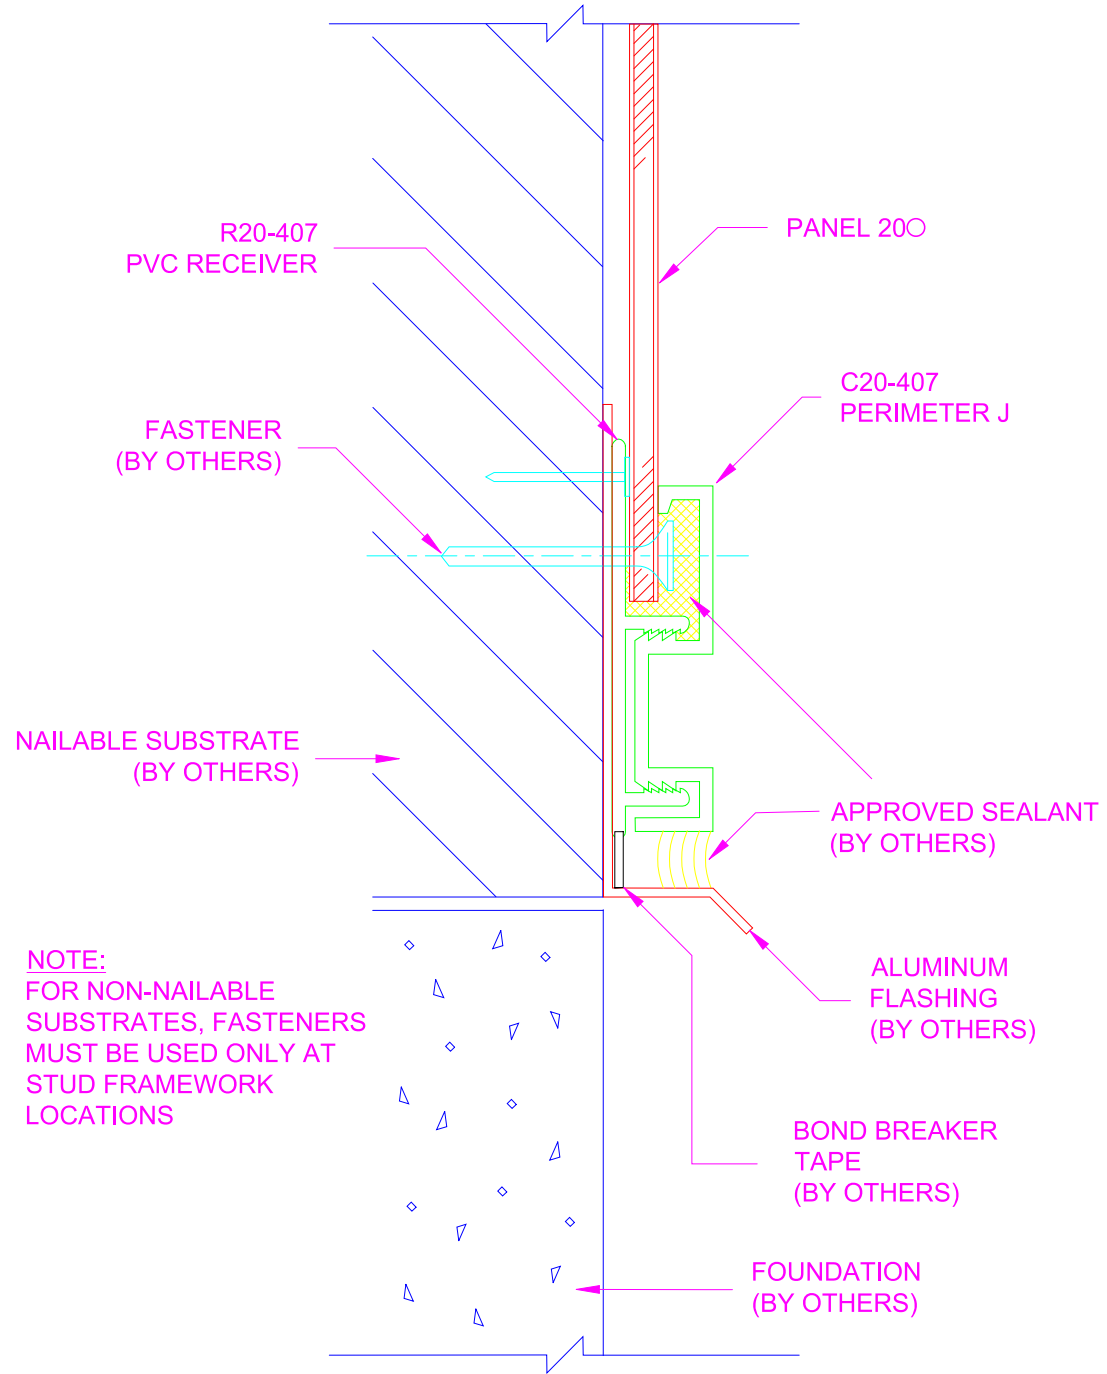 R20-407
PVC RECEIVER
PANEL 20○
C20-407
PERIMETER J
FASTENER
(BY OTHERS)
NAILABLE SUBSTRATE
(BY OTHERS)
APPROVED SEALANT
(BY OTHERS)
NOTE:
FOR NON-NAILABLE
SUBSTRATES, FASTENERS
MUST BE USED ONLY AT
STUD FRAMEWORK
LOCATIONS
ALUMINUM
FLASHING
(BY OTHERS)
BOND BREAKER
TAPE
(BY OTHERS)
FOUNDATION
(BY OTHERS)